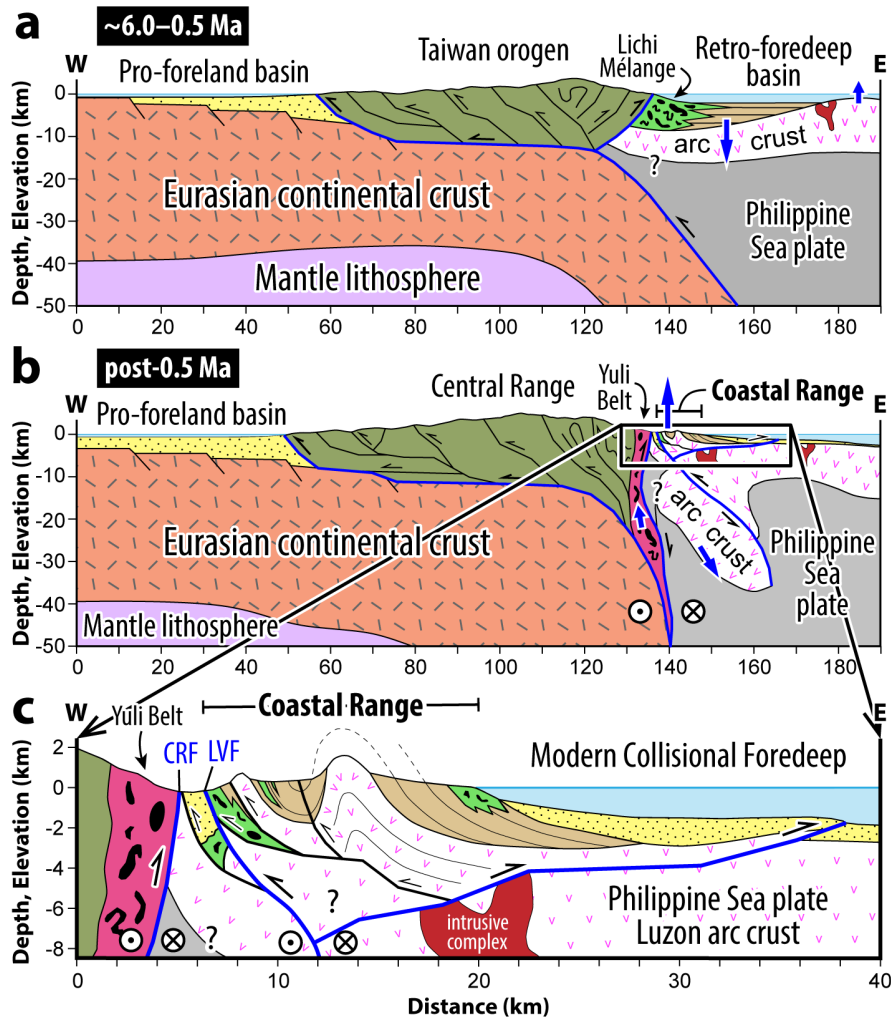 a
~6.0–0.5 Ma
W
E
Pro-foreland basin
Taiwan orogen
Lichi
Mélange
Retro-foredeep
basin
Depth, Elevation (km)
0
-10
-20
-30
-40
-50
arc crust
?
Eurasian continental crust
Philippine
Sea plate
Mantle lithosphere
0 20 40 60 80 100 120 140 160 180
b
post-0.5 Ma
W
E
Pro-foreland basin
Central Range
Yuli
Belt
Coastal Range
Depth, Elevation (km)
0
-10
-20
-30
-40
-50
?
arc
crust
Eurasian continental crust
Philippine
Sea
plate
Mantle lithosphere
0 20 40 60 80 100 120 140 160 180
c
W
E
Yuli Belt
Coastal Range
CRF LVF
Modern Collisional Foredeep
Depth, Elevation (km)
2
0
-2
-4
-6
-8
?
?
intrusive
complex
Philippine Sea plate
Luzon arc crust
0 10 20 30 40
Distance (km)